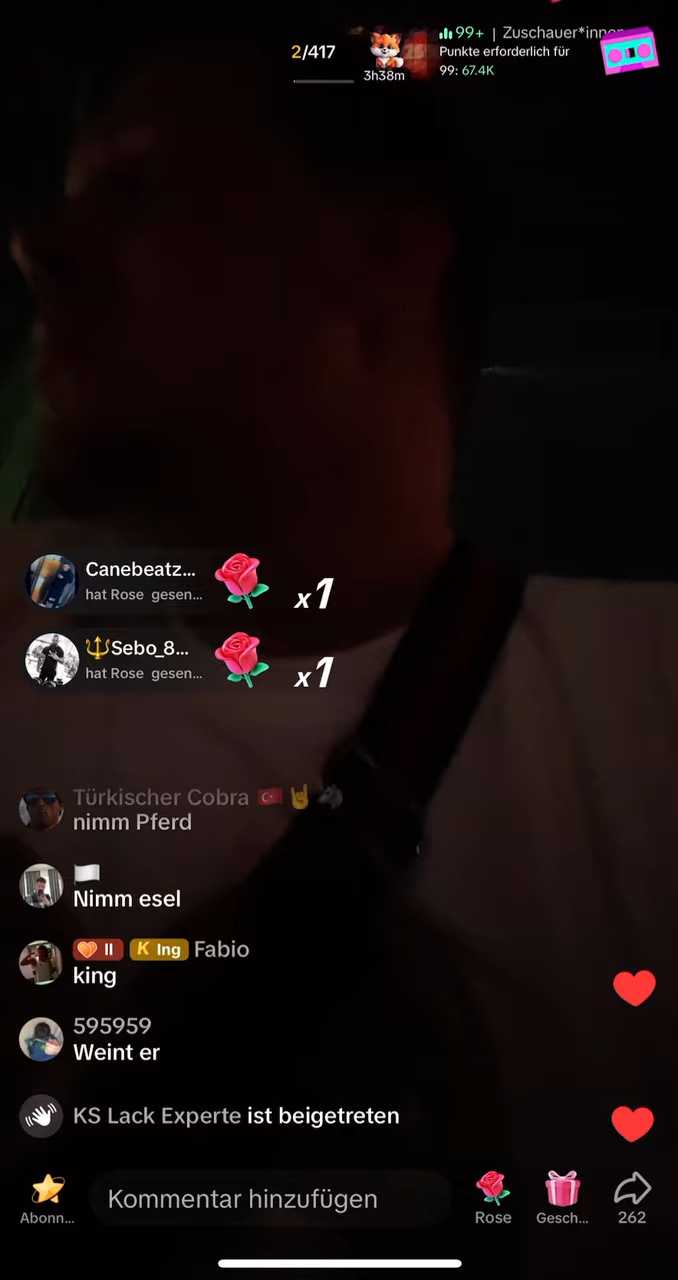 2/417
3h38m
99+ | Zuschauer*innen
Punkte erforderlich für
99: 67.4K
Canebeatz...
hat Rose gesen...
x1
Sebo_8...
hat Rose gesen...
x1
Türkischer Cobra 🇹🇷🤘🐺
nimm Pferd
🏳️
Nimm esel
II K Ing Fabio
king
595959
Weint er
KS Lack Experte ist beigetreten
Abonn...
Kommentar hinzufügen
Rose
Gesch...
262